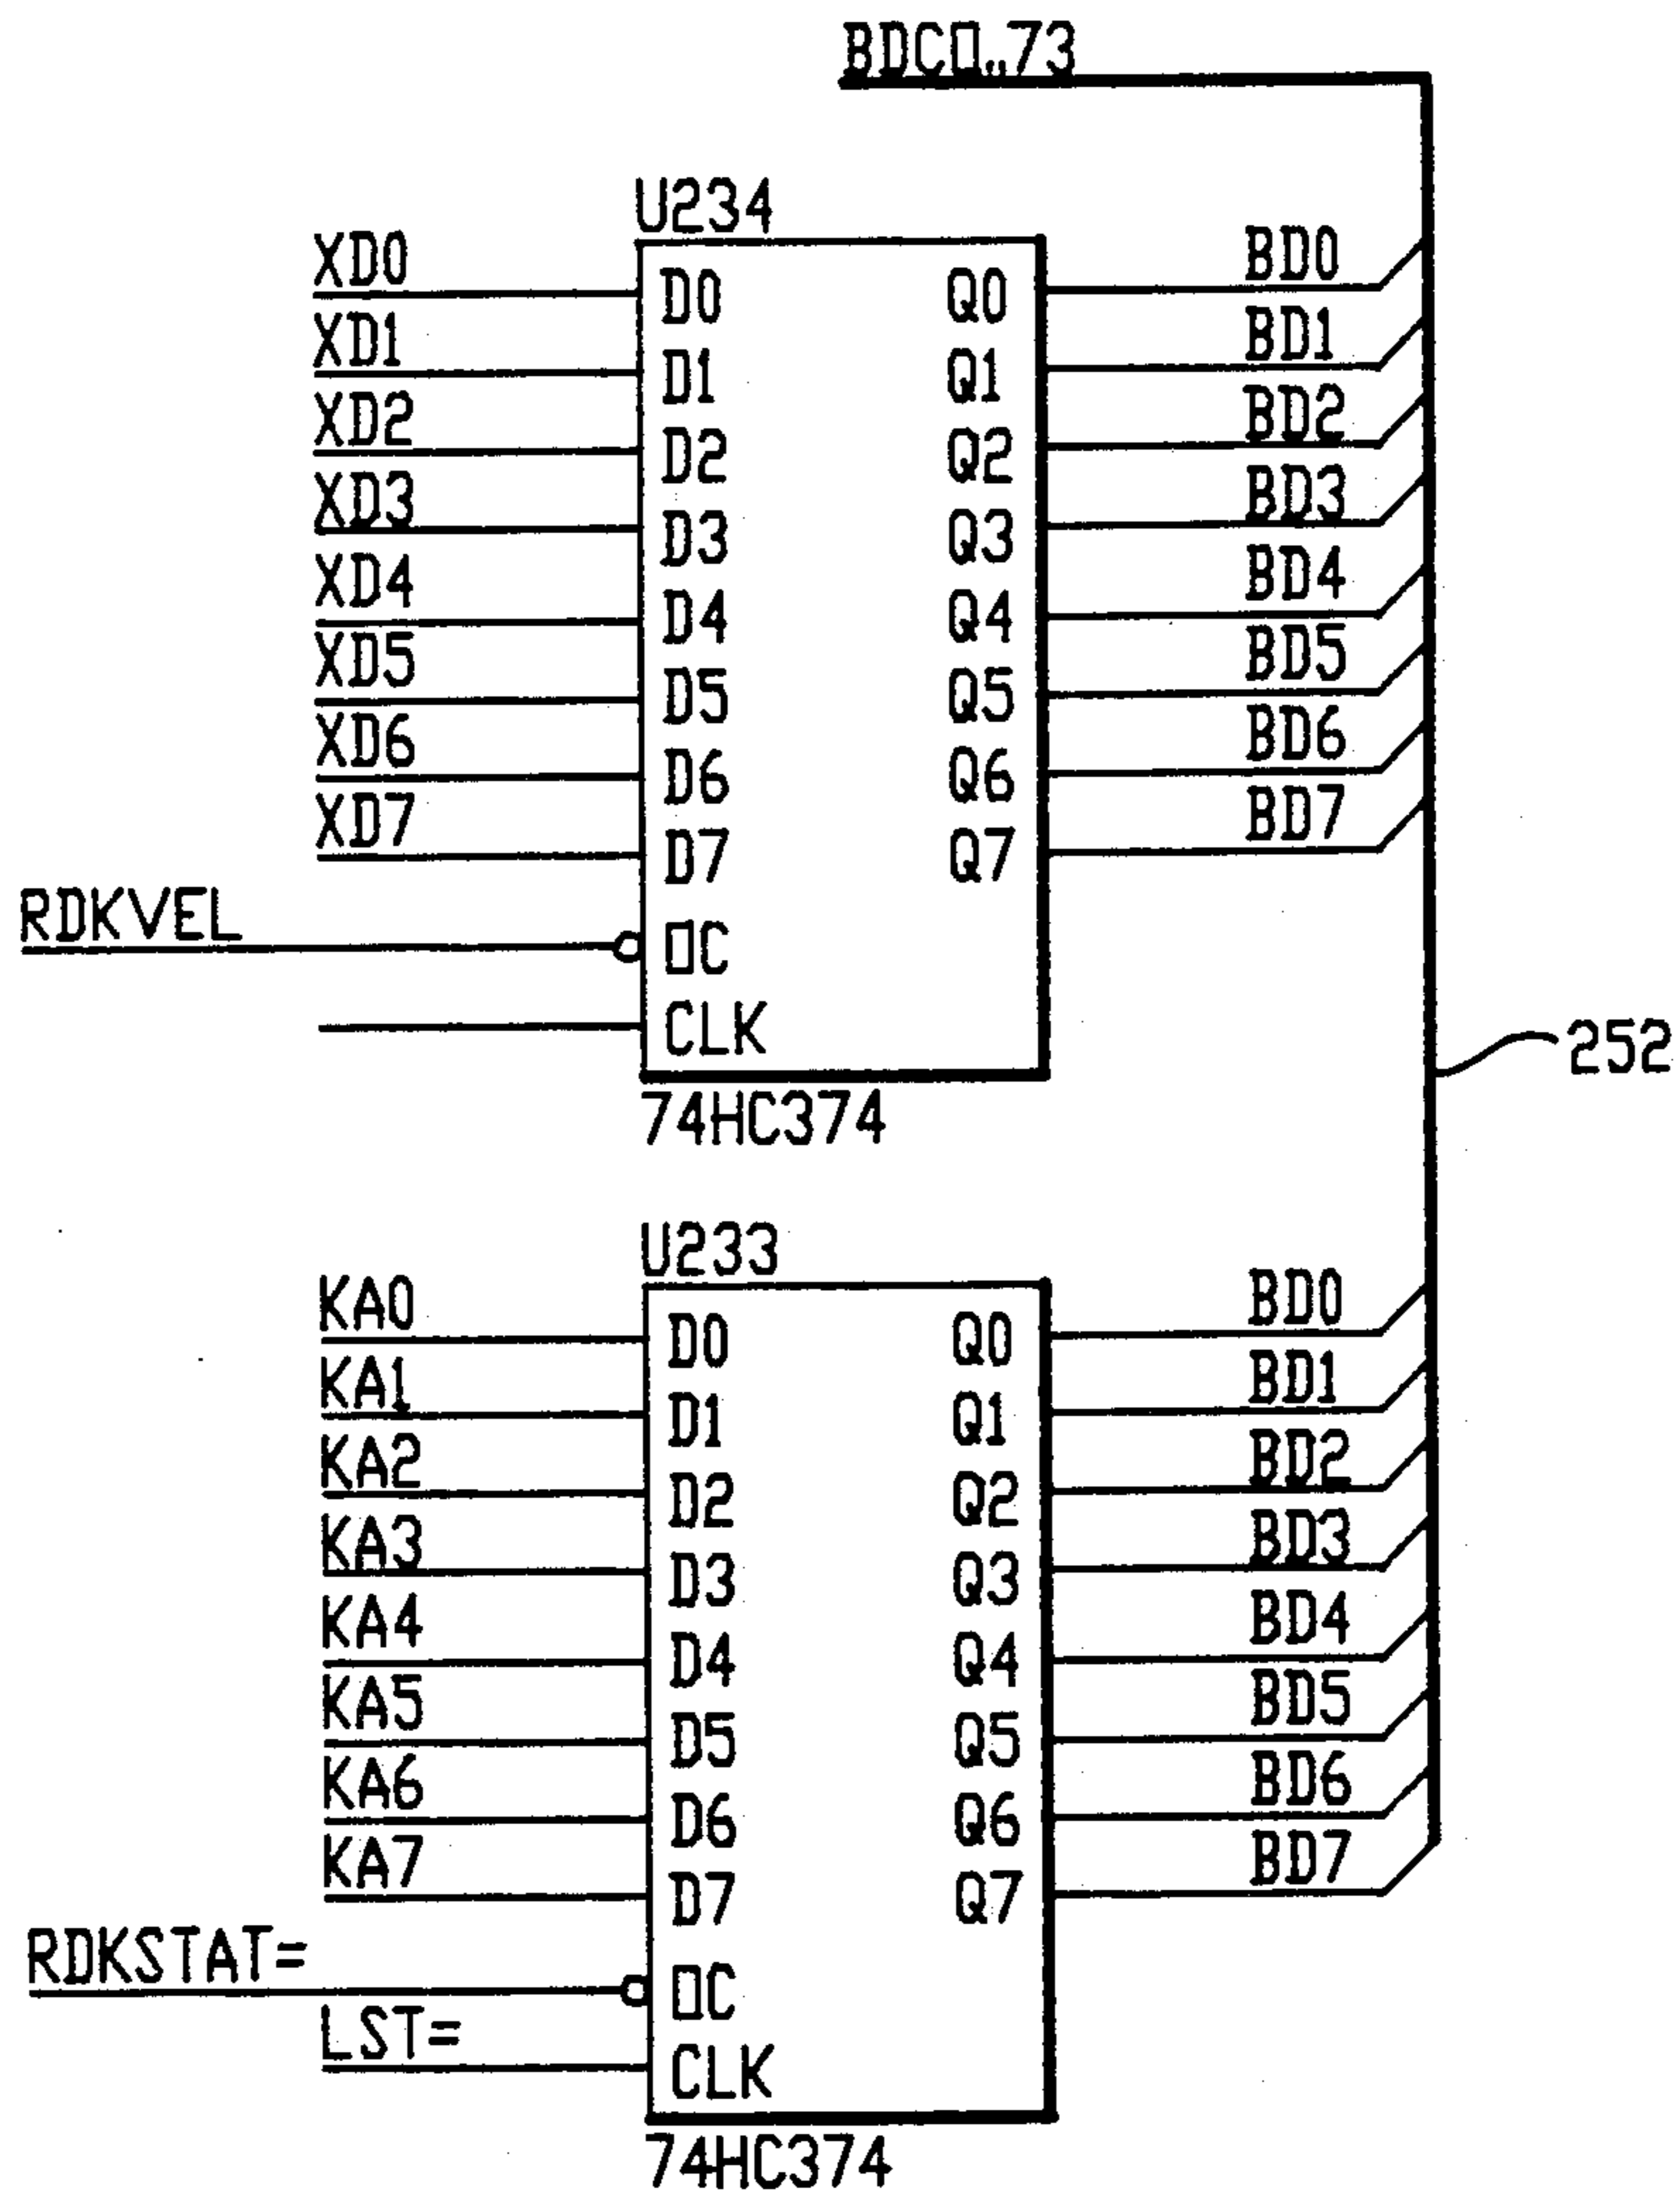 BDC0..73
U234
XD0 D0 Q0 BD0
XD1 D1 Q1 BD1
XD2 D2 Q2 BD2
XD3 D3 Q3 BD3
XD4 D4 Q4 BD4
XD5 D5 Q5 BD5
XD6 D6 Q6 BD6
XD7 D7 Q7 BD7
RDKVEL OC
CLK 252
74HC374
U233
KA0 D0 Q0 BD0
KA1 D1 Q1 BD1
KA2 D2 Q2 BD2
KA3 D3 Q3 BD3
KA4 D4 Q4 BD4
KA5 D5 Q5 BD5
KA6 D6 Q6 BD6
KA7 D7 Q7 BD7
RDKSTAT= OC
LST= CLK
74HC374